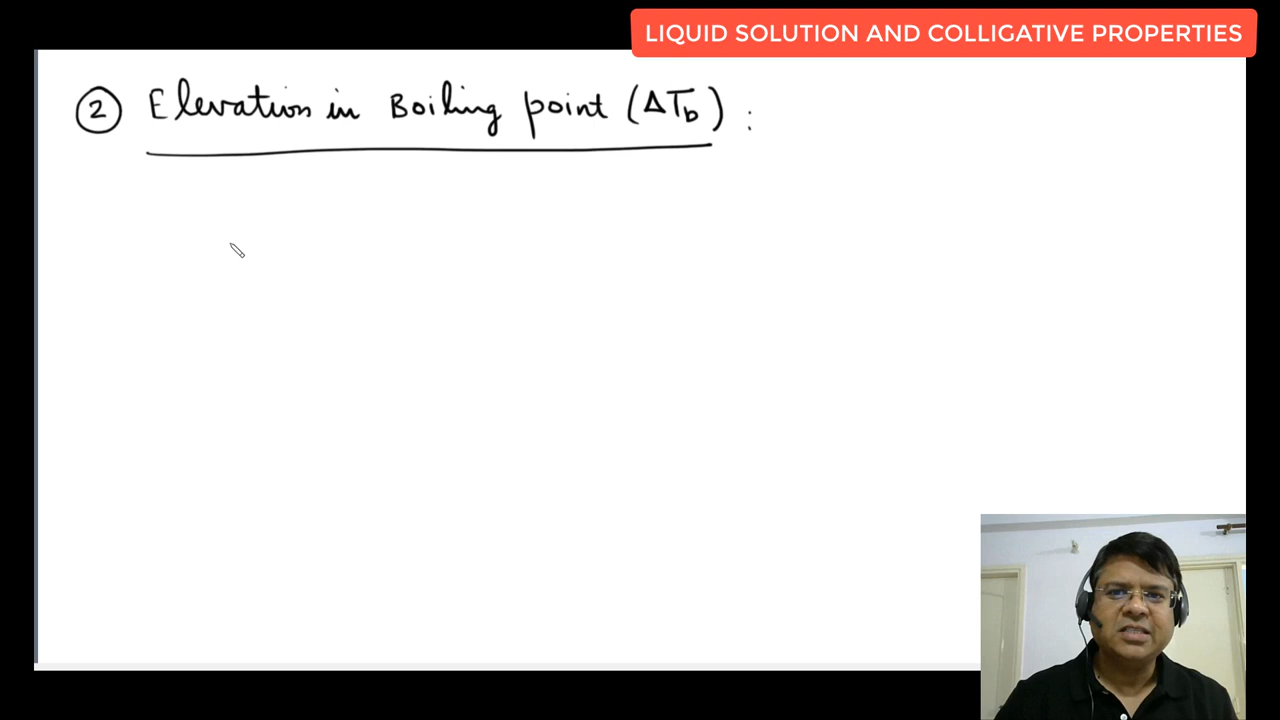 LIQUID SOLUTION AND COLLIGATIVE PROPERTIES
② Elevation in Boiling point (ΔTb) :